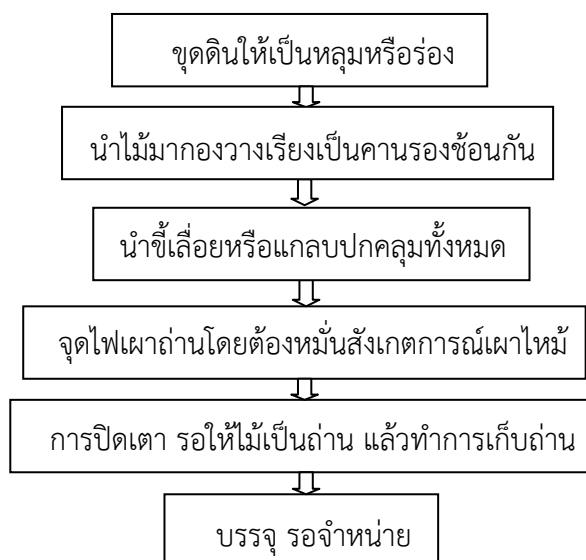 ขุดดินให้เป็นหลุมหรือร่อง
นำไม้มากองวางเรียงเป็นคานรองซ้อนกัน
นำขี้เลื่อยหรือแกลบปกคลุมทั้งหมด
จุดไฟเผาถ่านโดยต้องหมั่นสังเกตการณ์เผาไหม้
การปิดเตา รอให้ไม้เป็นถ่าน แล้วทำการเก็บถ่าน
บรรจุ รอจำหน่าย